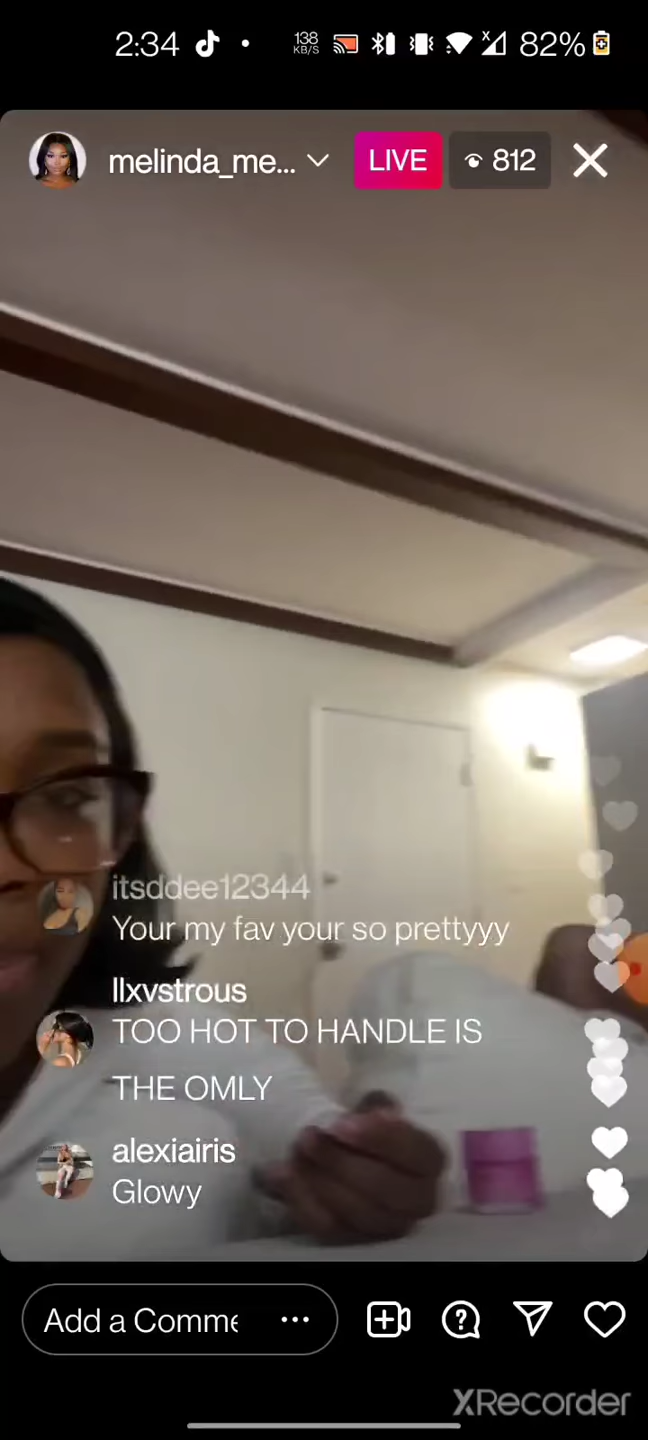 2:34
138
KB/S
X
82%
melinda_me...
LIVE
812
itsddee12344
Your my fav your so prettyyy
llxvstrous
TOO HOT TO HANDLE IS
THE OMLY
alexiairis
Glowy
Add a Comme
XRecorder